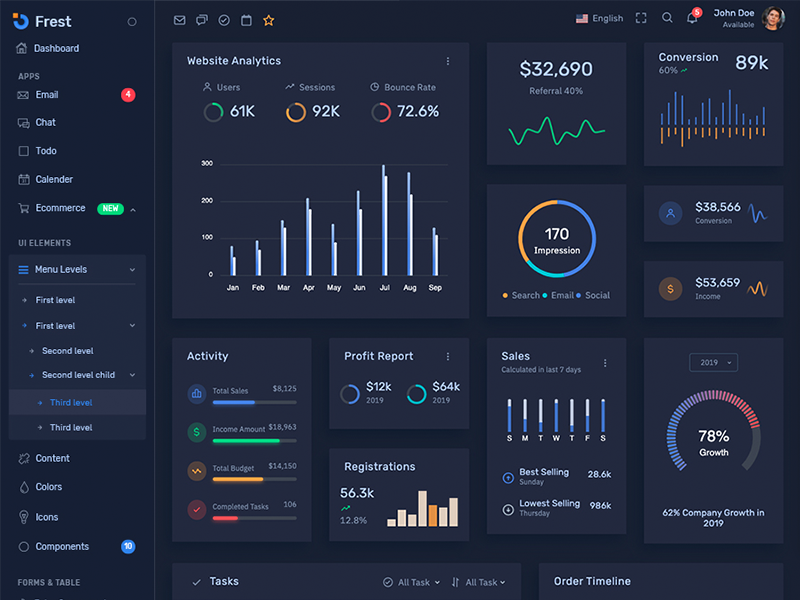 Frest
English
5
John Doe
Available
Dashboard
APPS
Email
4
Chat
Todo
Calender
Ecommerce
NEW
UI ELEMENTS
Menu Levels
First level
First level
Second level
Second level child
Third level
Third level
Content
Colors
Icons
Components
10
FORMS & TABLE
Website Analytics
Users
61K
Sessions
92K
Bounce Rate
72.6%
300
200
100
0
Jan Feb Mar Apr May Jun Jul Aug Sep
$32,690
Referral 40%
Conversion
60%
89k
170
Impression
Search Email Social
$38,566
Conversion
$53,659
Income
Activity
Total Sales $8,125
Income Amount $18,963
Total Budget $14,150
Completed Tasks 106
Profit Report
$12k
2019
$64k
2019
Registrations
56.3k
12.8%
Sales
Calculated in last 7 days
S M T W T F S
Best Selling 28.6k
Sunday
Lowest Selling 986k
Thursday
2019
78%
Growth
62% Company Growth in
2019
Tasks
All Task
All Task
Order Timeline